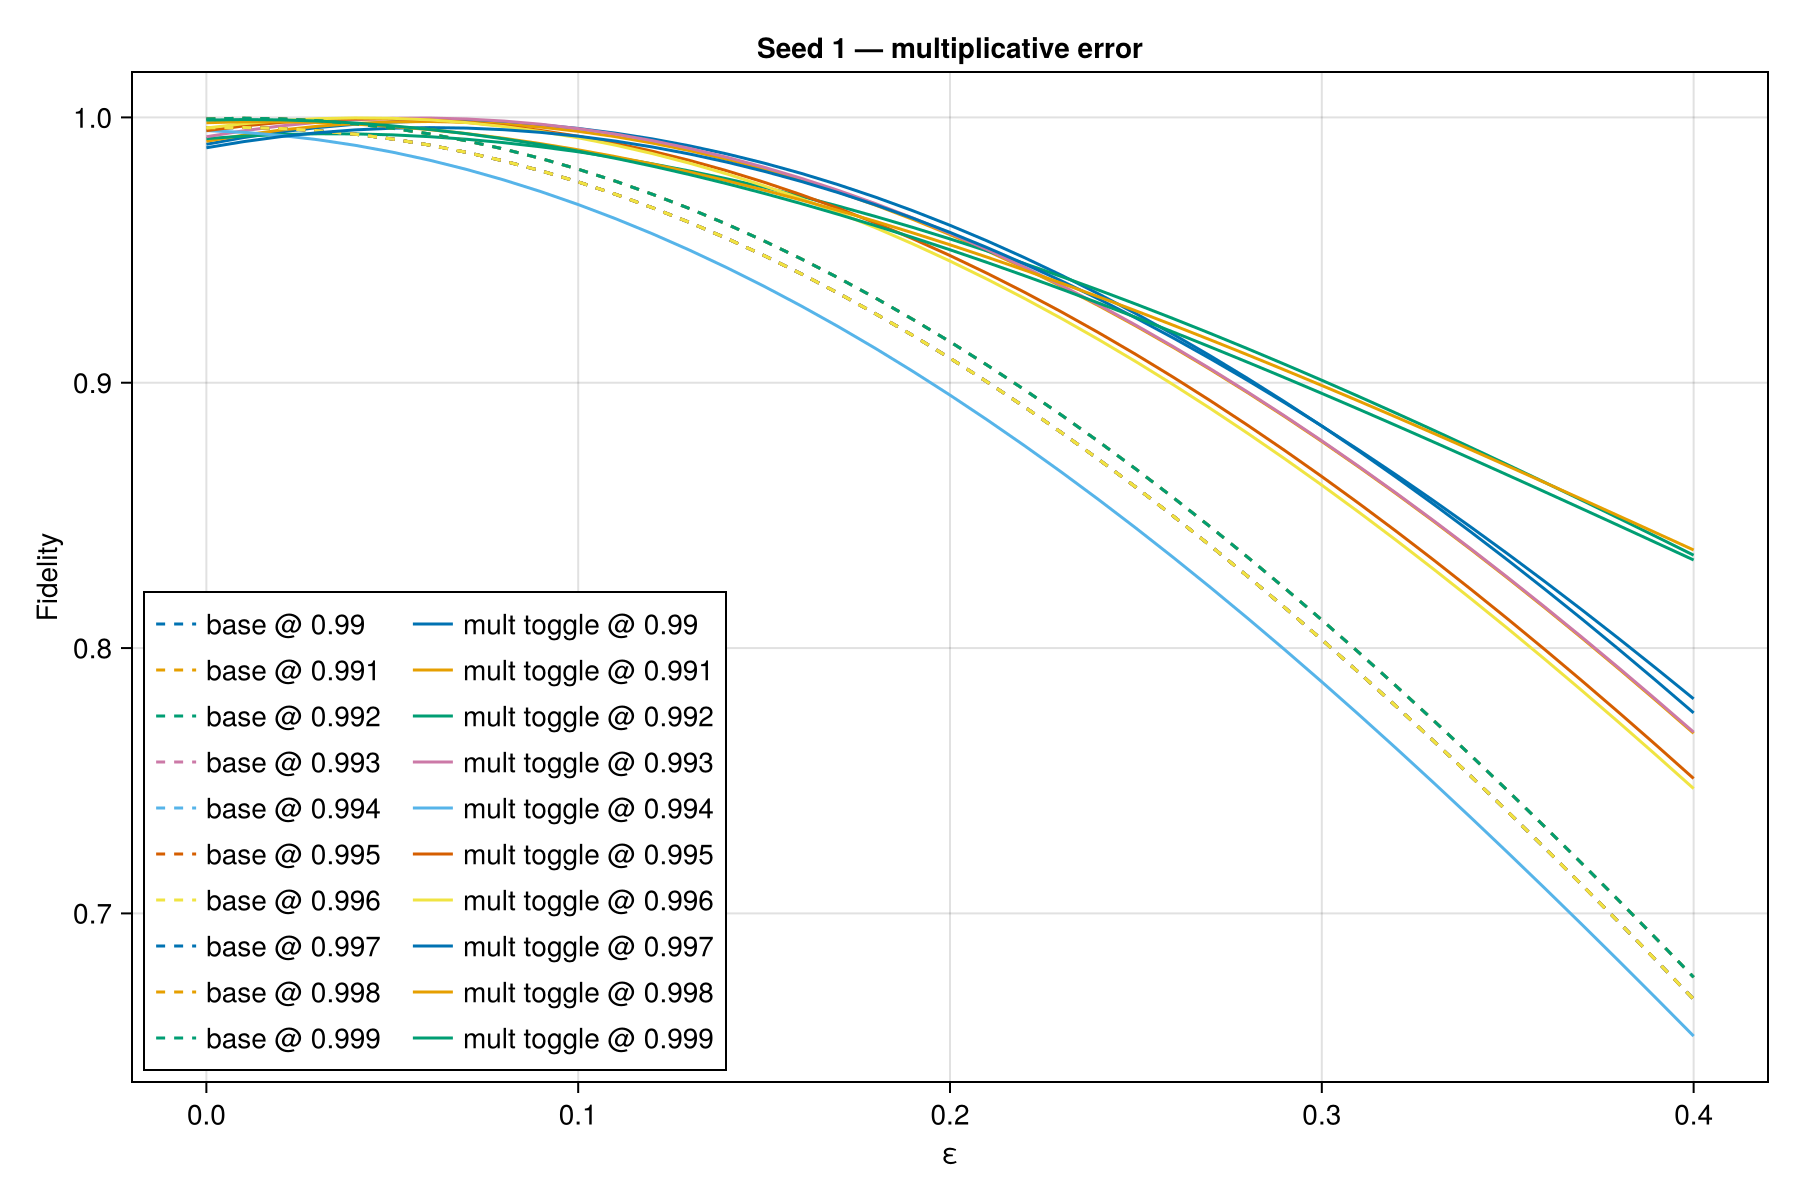 Seed 1 — multiplicative error
1.0
0.9
0.8
0.7
Fidelity
base @ 0.99
base @ 0.991
base @ 0.992
base @ 0.993
base @ 0.994
base @ 0.995
base @ 0.996
base @ 0.997
base @ 0.998
base @ 0.999
mult toggle @ 0.99
mult toggle @ 0.991
mult toggle @ 0.992
mult toggle @ 0.993
mult toggle @ 0.994
mult toggle @ 0.995
mult toggle @ 0.996
mult toggle @ 0.997
mult toggle @ 0.998
mult toggle @ 0.999
0.0 0.1 0.2 0.3 0.4
ε